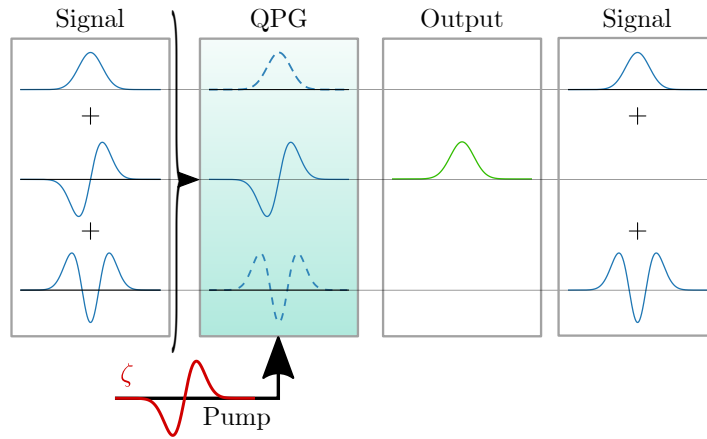 Signal QPG Output Signal
+ +
+ +
ζ
Pump